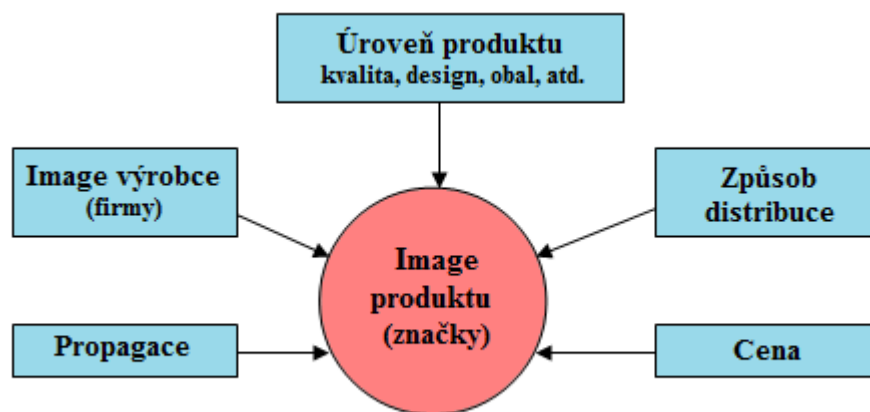 Úroveň produktu
kvalita, design, obal, atd.
Image výrobce
(firmy)
Způsob
distribuce
Image
produktu
(značky)
Propagace
Cena